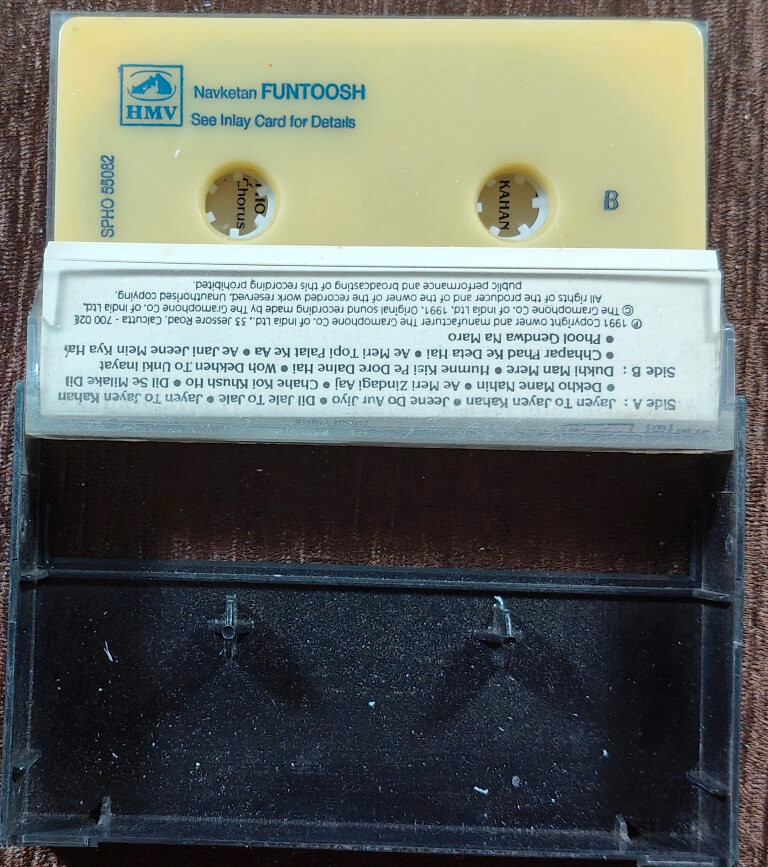 HMV
Navketan FUNTOOSH
See Inlay Card for Details
SPHO 55082
Chorus
KAHAN
B
Side A : Jayen To Jayen Kahan • Jeene Do Aur Jiyo • Dil Jale To Jale • Jayen To Jayen Kahan
• Dekho Mane Nahin • Ae Meri Zindagi Aaj • Chahe Koi Khush Ho • Dil Se Milake Dil
Side B : Dukhi Man Mere • Humne Kisi Pe Dore Dalne Hai • Woh Dekhen To Unki Inayat
• Chhapar Phad Ke Deta Hai • Ae Meri Topi Palat Ke Aa • Ae Jani Jeene Mein Kya Hai
• Phool Gendwa Na Maro
℗ 1991 Copyright owner and manufacturer The Gramophone Co. of India Ltd., 33 Jessore Road, Calcutta - 700 028
© The Gramophone Co. of India Ltd., 1991. Original sound recording made by The Gramophone Co. of India Ltd.
All rights of the producer and of the owner of the recorded work reserved. Unauthorised copying,
public performance and broadcasting of this recording prohibited.